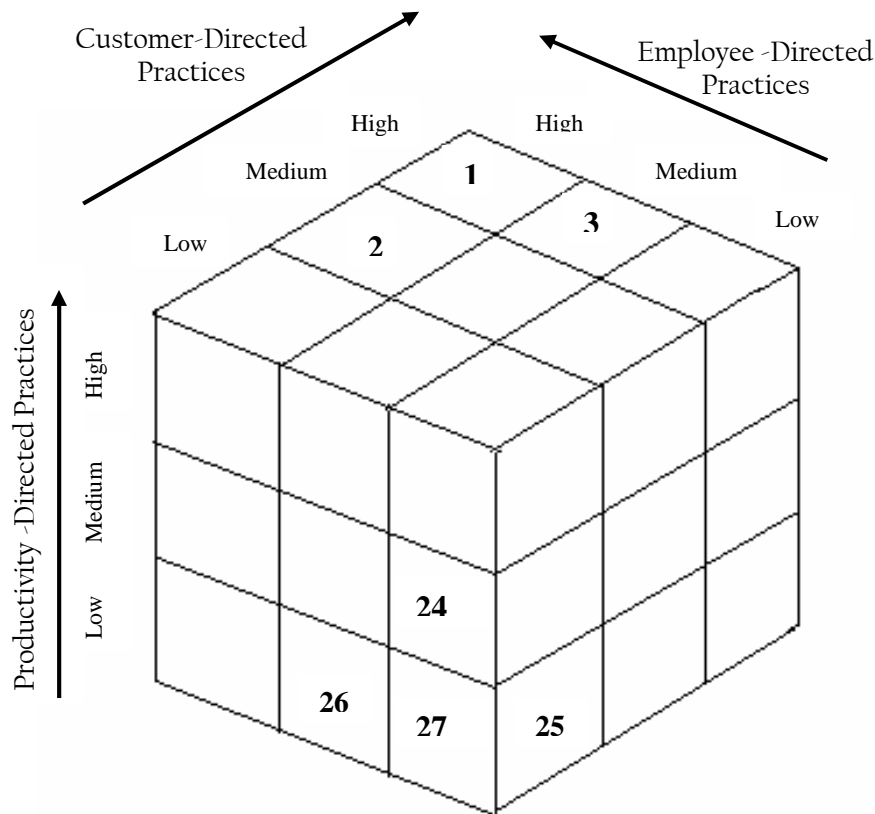 Customer-Directed
Practices
Employee -Directed
Practices
High
High
Medium
Medium
Low
Low
1
3
2
Productivity -Directed Practices
High
Medium
Low
24
26
27
25